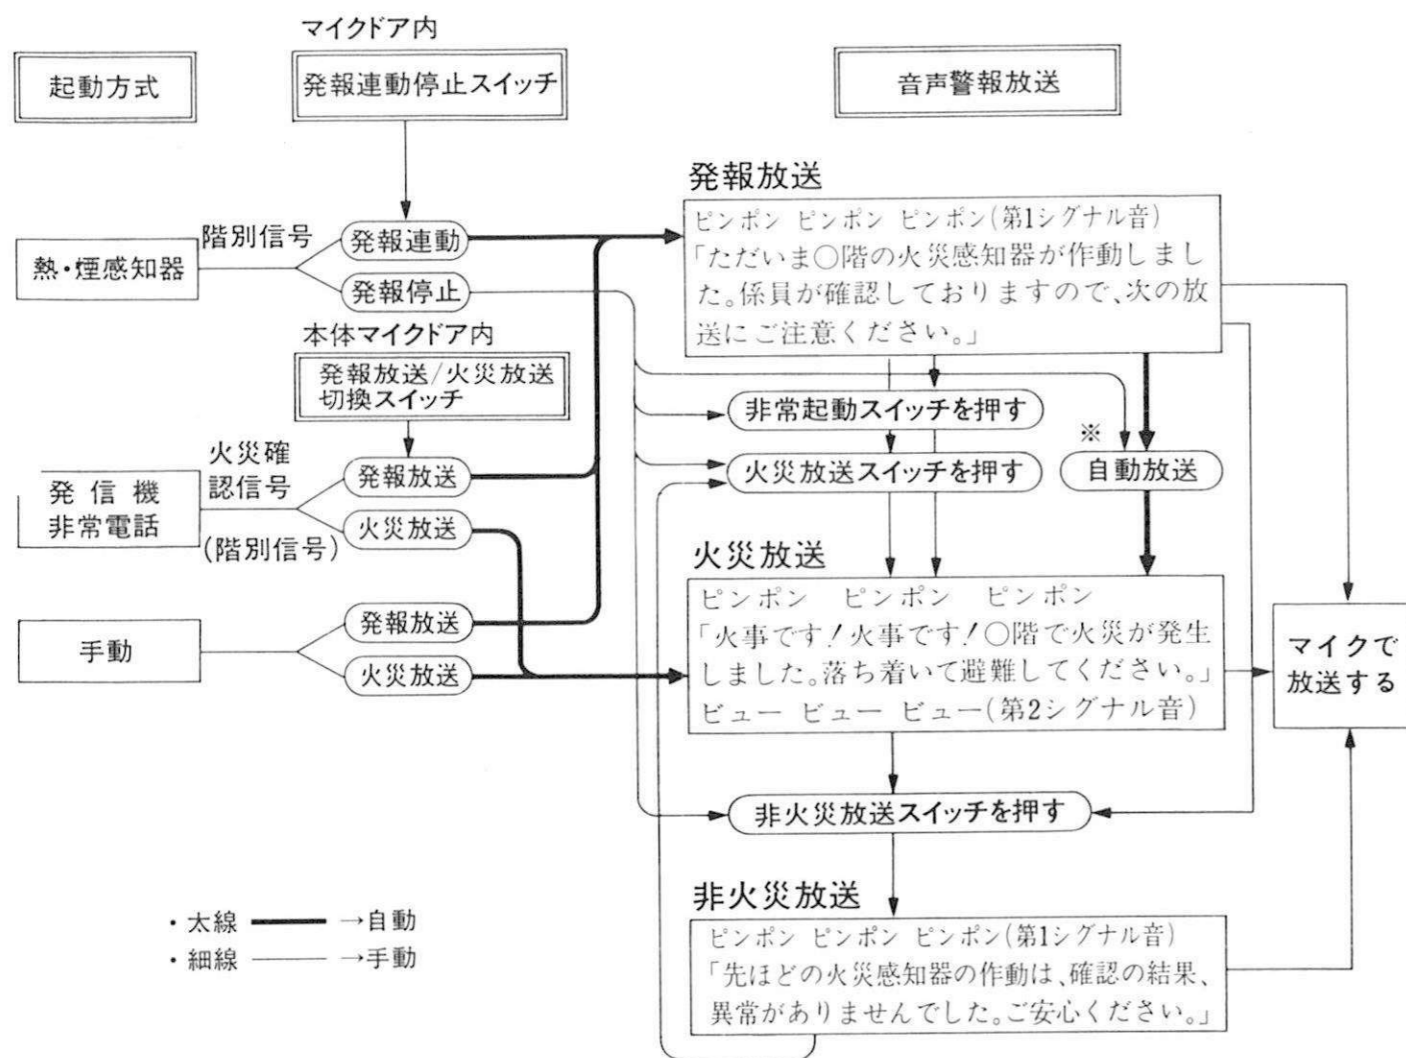 マイクドア内
起動方式
発報連動停止スイッチ
音声警報放送
熱・煙感知器
階別信号
発報連動
発報停止
本体マイクドア内
発報放送/火災放送
切換スイッチ
発信機
非常電話
火災確
認信号
(階別信号)
発報放送
火災放送
手動
発報放送
火災放送
発報放送
ピンポン ピンポン ピンポン(第1シグナル音)
「ただいま○階の火災感知器が作動しまし
た。係員が確認しておりますので、次の放
送にご注意ください。」
非常起動スイッチを押す
火災放送スイッチを押す
※
自動放送
火災放送
ピンポン ピンポン ピンポン
「火事です!火事です!○階で火災が発生
しました。落ち着いて避難してください。」
ビュー ビュー ビュー(第2シグナル音)
マイクで
放送する
非火災放送スイッチを押す
非火災放送
ピンポン ピンポン ピンポン(第1シグナル音)
「先ほどの火災感知器の作動は、確認の結果、
異常がありませんでした。ご安心ください。」
・太線 →自動
・細線 →手動